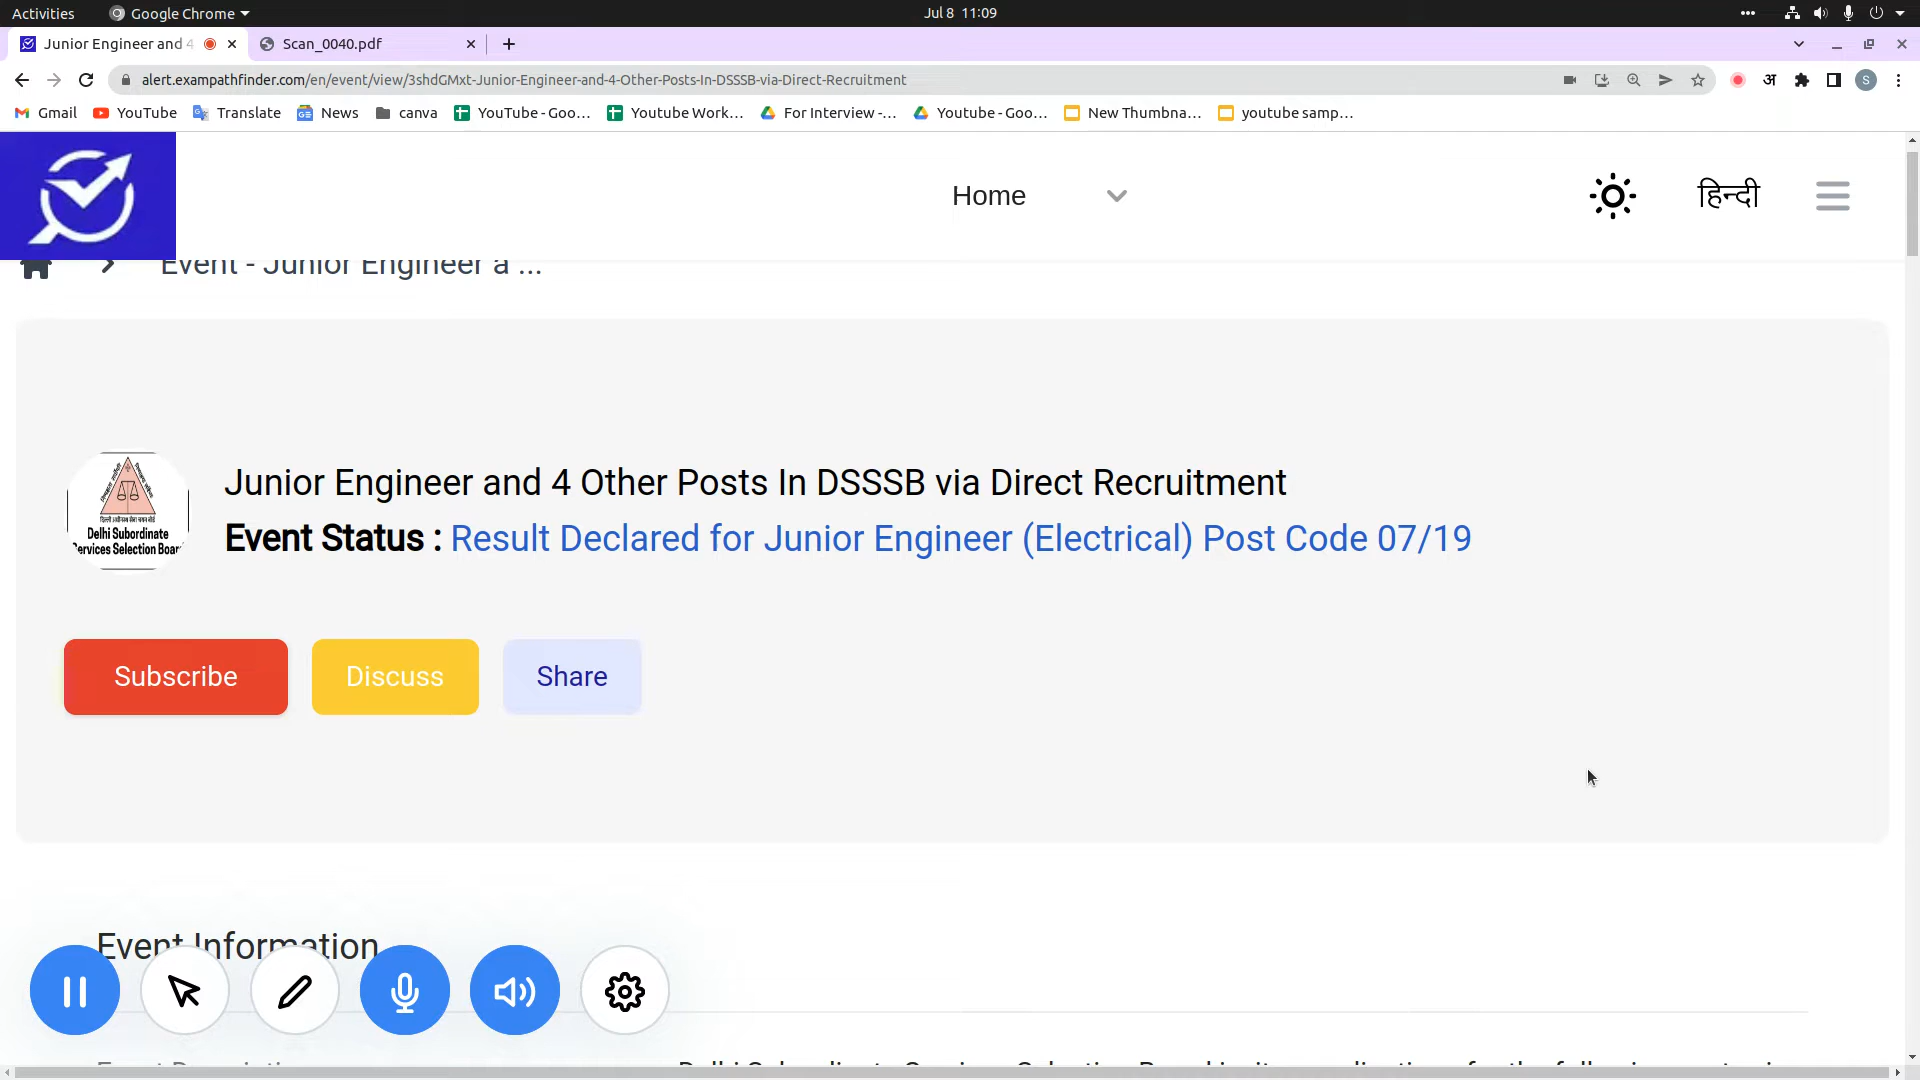 Activities Google Chrome Jul 8 11:09
Junior Engineer and 4 Scan_0040.pdf
alert.exampathfinder.com/en/event/view/3shdGMxt-Junior-Engineer-and-4-Other-Posts-In-DSSSB-via-Direct-Recruitment अ S
Gmail YouTube Translate News canva YouTube - Goo... Youtube Work... For Interview -... Youtube - Goo... New Thumbna... youtube samp...
Home हिन्दी
Event - Junior Engineer a ...
Delhi Subordinate
Services Selection Board
Junior Engineer and 4 Other Posts In DSSSB via Direct Recruitment
Event Status : Result Declared for Junior Engineer (Electrical) Post Code 07/19
Subscribe Discuss Share
Event Information